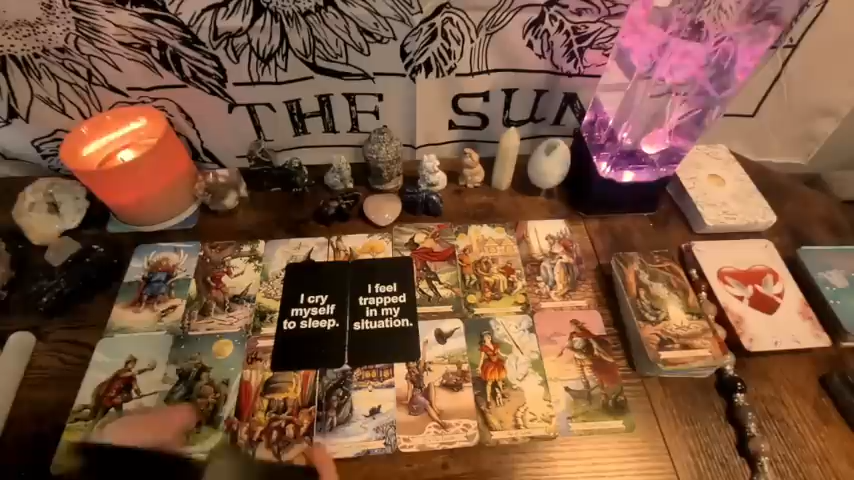 THE SUN
I cry
myself
to sleep.
I feel
trapped
in my
situation.